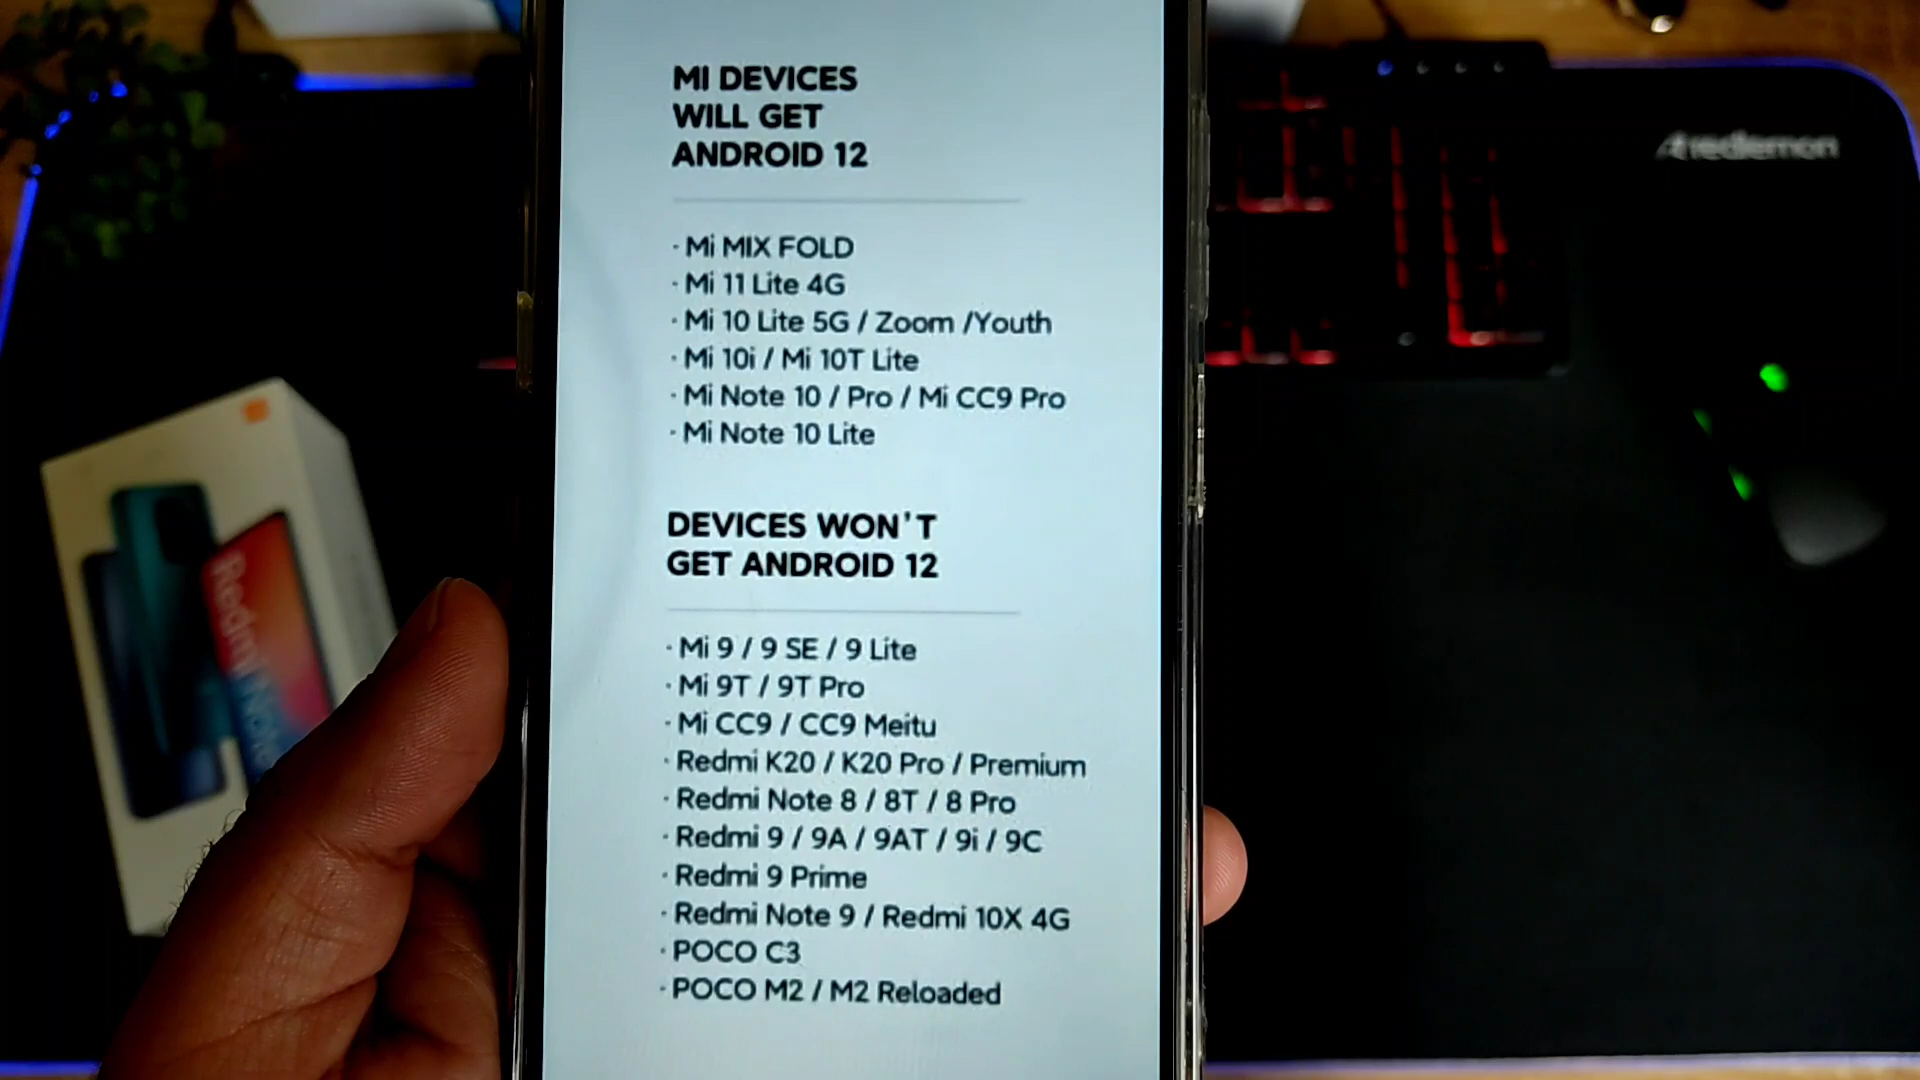 MI DEVICES
WILL GET
ANDROID 12
· Mi MIX FOLD
· Mi 11 Lite 4G
· Mi 10 Lite 5G / Zoom /Youth
· Mi 10i / Mi 10T Lite
· Mi Note 10 / Pro / Mi CC9 Pro
· Mi Note 10 Lite
DEVICES WON'T
GET ANDROID 12
· Mi 9 / 9 SE / 9 Lite
· Mi 9T / 9T Pro
· Mi CC9 / CC9 Meitu
· Redmi K20 / K20 Pro / Premium
· Redmi Note 8 / 8T / 8 Pro
· Redmi 9 / 9A / 9AT / 9i / 9C
· Redmi 9 Prime
· Redmi Note 9 / Redmi 10X 4G
· POCO C3
· POCO M2 / M2 Reloaded
redlemon
Redmi Note